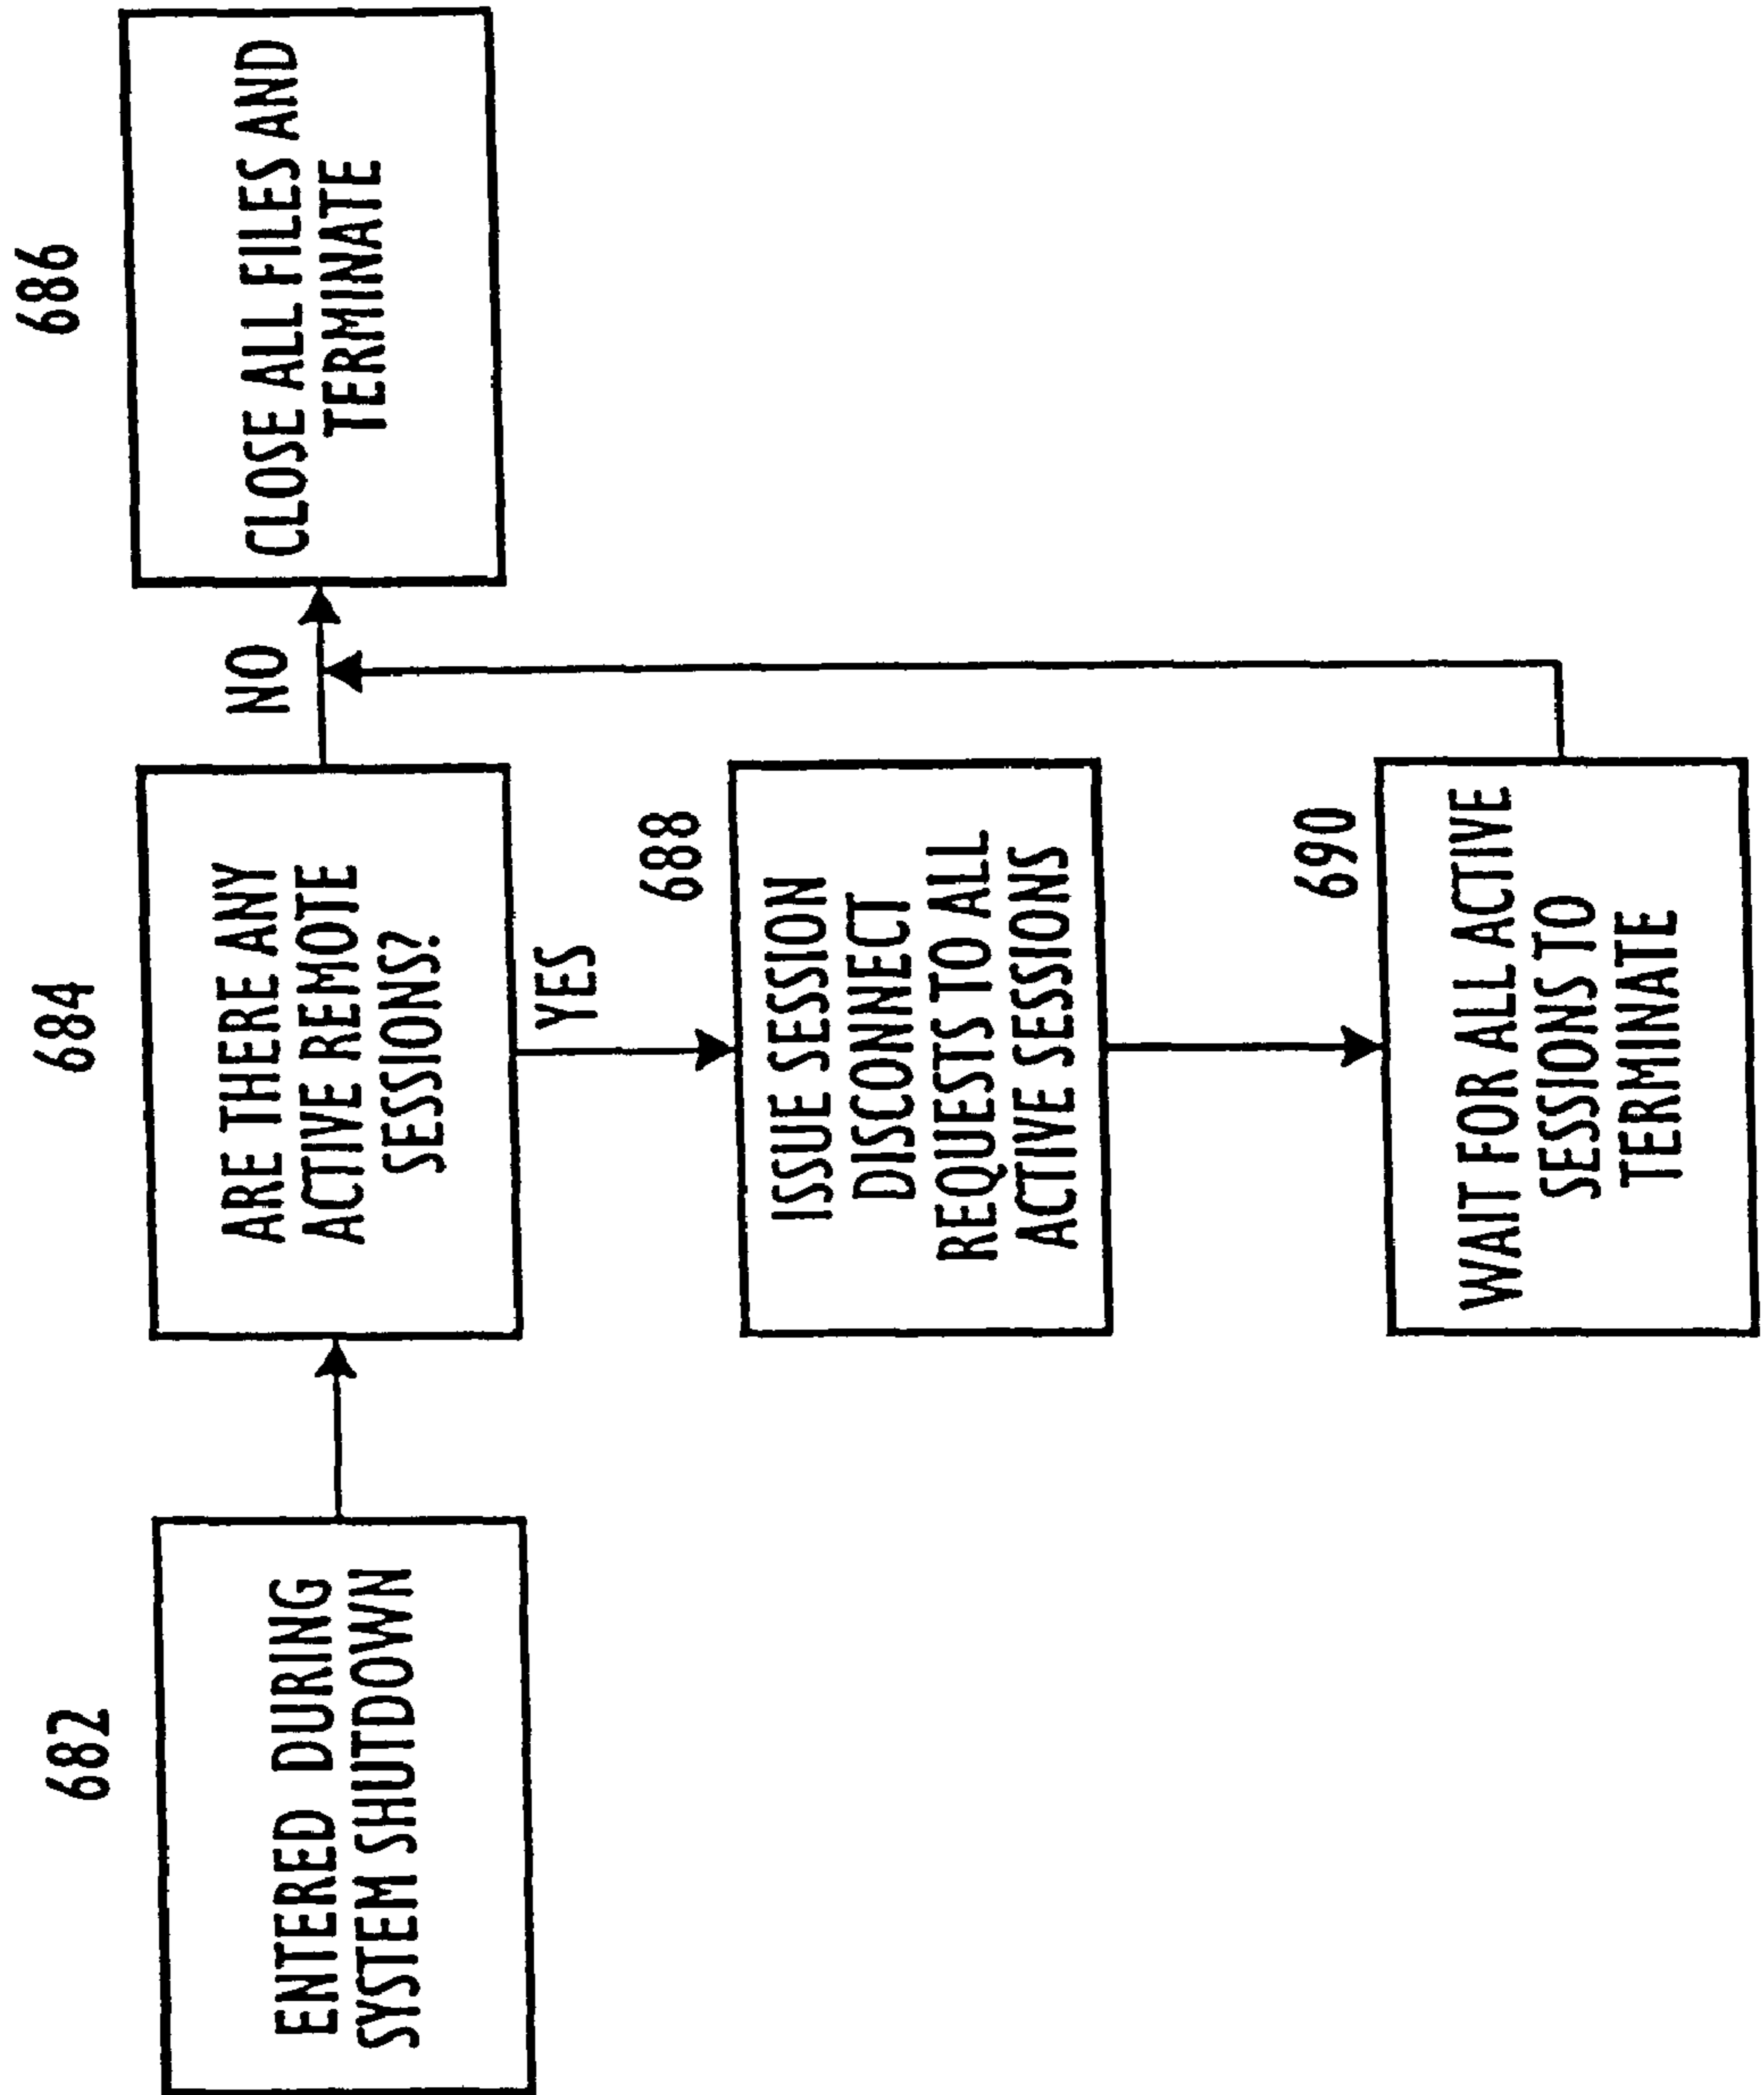 682
ENTERED DURING
SYSTEM SHUTDOWN
684
ARE THERE ANY
ACTIVE REMOTE
SESSIONS?
NO
686
CLOSE ALL FILES AND
TERMINATE
YES
688
ISSUE SESSION
DISCONNECT
REQUESTS TO ALL
ACTIVE SESSIONS
690
WAIT FOR ALL ACTIVE
SESSIONS TO
TERMINATE